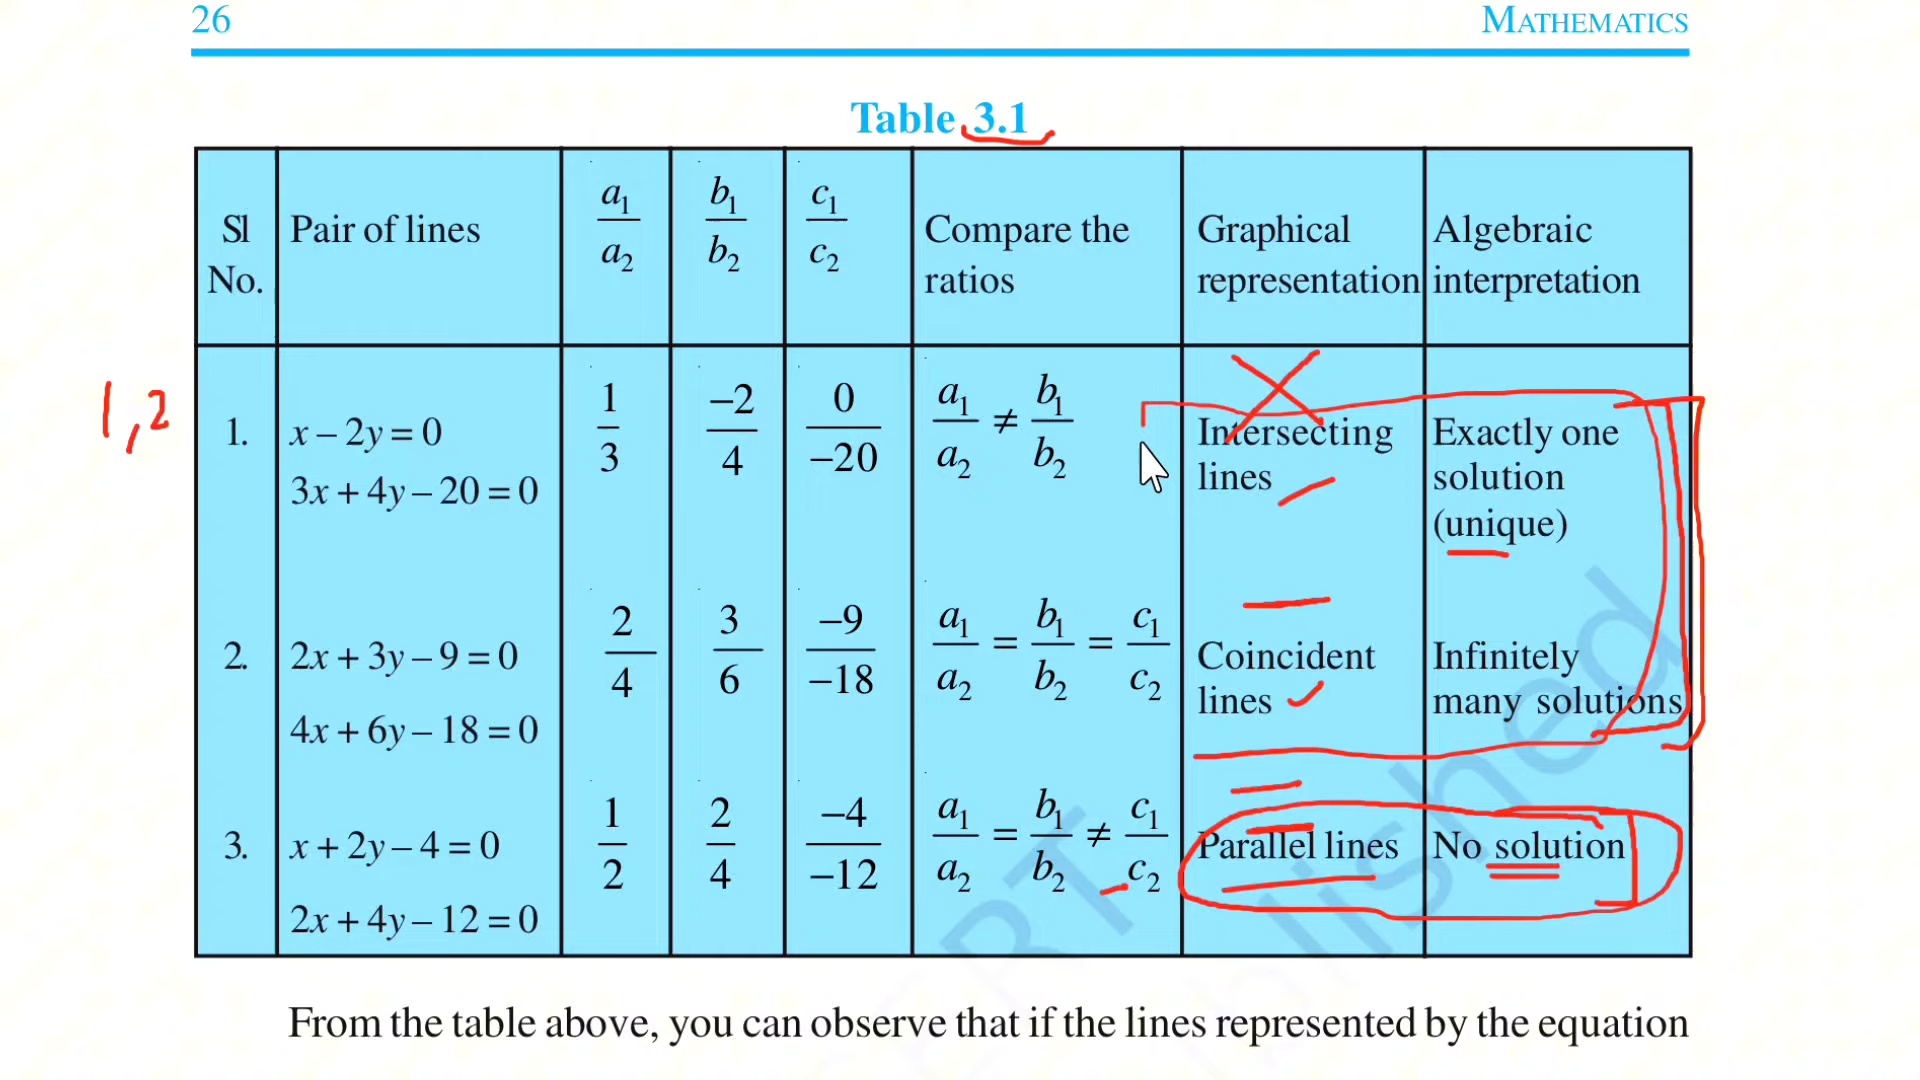 26 MATHEMATICS
Table 3.1
Sl No. Pair of lines a₁/a₂ b₁/b₂ c₁/c₂ Compare the ratios Graphical representation Algebraic interpretation
1,2
1. x – 2y = 0 1/3 –2/4 0/–20 a₁/a₂ ≠ b₁/b₂ Intersecting lines Exactly one solution (unique)
3x + 4y – 20 = 0
2. 2x + 3y – 9 = 0 2/4 3/6 –9/–18 a₁/a₂ = b₁/b₂ = c₁/c₂ Coincident lines Infinitely many solutions
4x + 6y – 18 = 0
3. x + 2y – 4 = 0 1/2 2/4 –4/–12 a₁/a₂ = b₁/b₂ ≠ c₁/c₂ Parallel lines No solution
2x + 4y – 12 = 0
From the table above, you can observe that if the lines represented by the equation